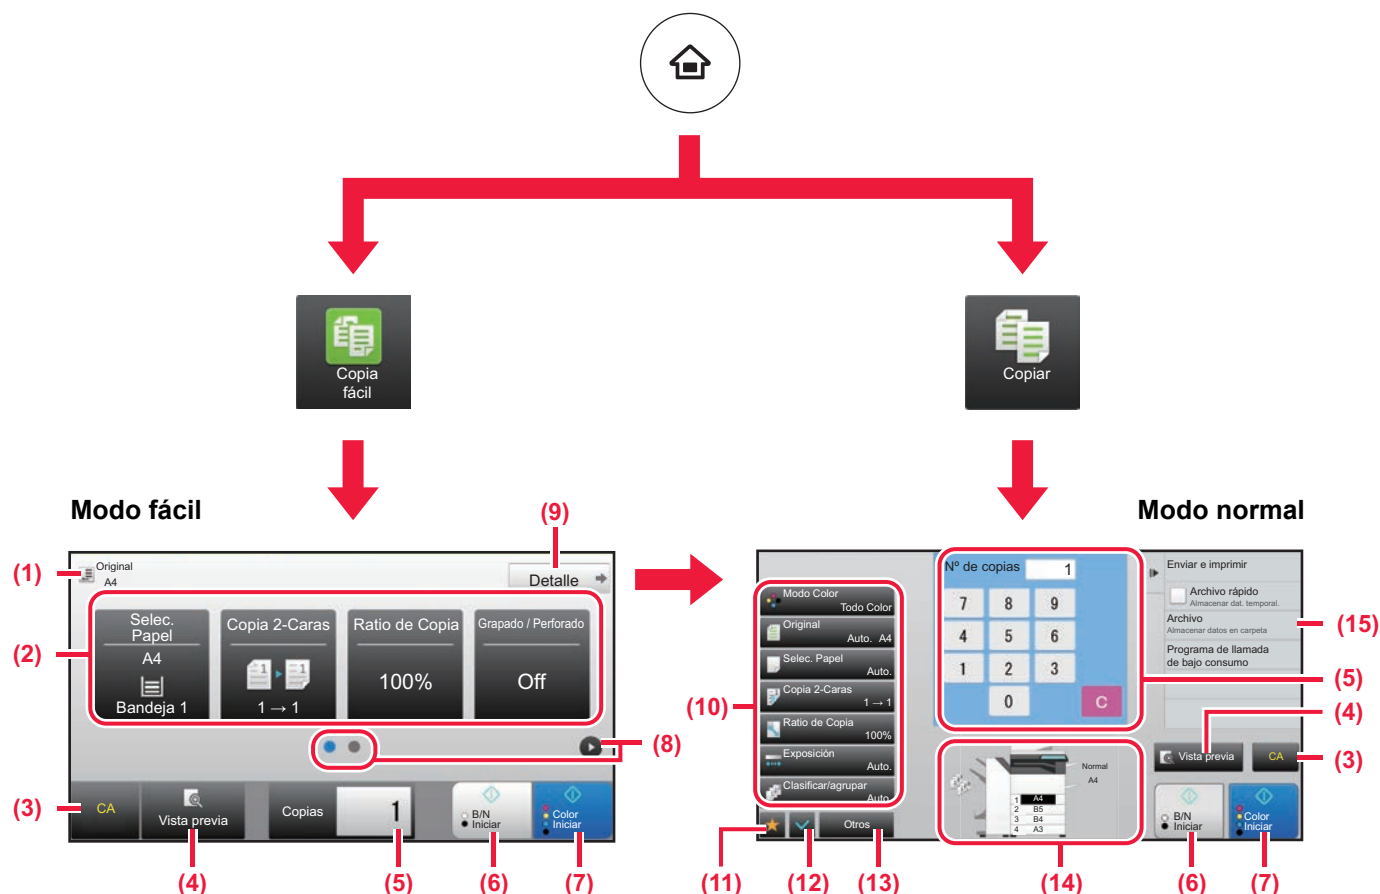 Copia
fácil
Copiar
Modo fácil
(9)
(1)
Original
A4
Detalle
(2)
Selec.
Papel
A4
Bandeja 1
Copia 2-Caras
1 → 1
Ratio de Copia
100%
Grapado / Perforado
Off
(8)
(3)
CA
Vista previa
Copias
1
B/N
Iniciar
Color
Iniciar
(4)
(5)
(6)
(7)
Modo normal
(10)
Modo Color
Todo Color
Original
Auto. A4
Selec. Papel
Auto.
Copia 2-Caras
1 → 1
Ratio de Copia
100%
Exposición
Auto.
Clasificar/agrupar
Auto.
Otros
Nº de copias
1
7 8 9
4 5 6
1 2 3
0
C
Normal
A4
1 A4
2 B5
3 B4
4 A3
Enviar e imprimir
Archivo rápido
Almacenar dat. temporal.
Archivo
Almacenar datos en carpeta
Programa de llamada
de bajo consumo
(15)
(5)
(4)
Vista previa
CA
(3)
B/N
Iniciar
Color
Iniciar
(11)
(12)
(13)
(14)
(6)
(7)